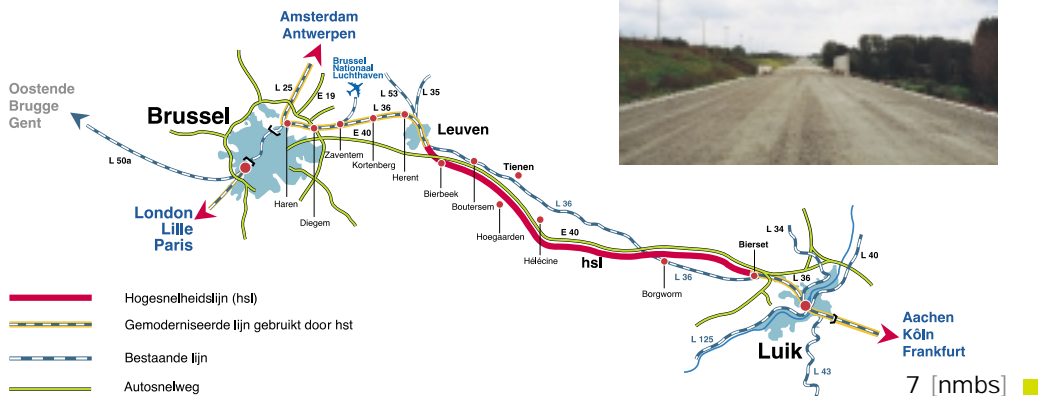 Amsterdam
Antwerpen
Brussel
Nationaal
Luchthaven
Oostende
Brugge
Gent
L 25
E 19
L 53
L 35
L 36
Brussel
Leuven
E 40
Zaventem
Kortenberg
Herent
L 50a
Tienen
Bierbeek
Boutersem
Haren
Diegem
L 36
London
Lille
Paris
Hoegaarden
E 40
Hélécine
hsl
L 34
Bierset
L 40
L 36
L 36
Borgworm
Hogesnelheidslijn (hsl)
Gemoderniseerde lijn gebruikt door hst
Bestaande lijn
Autosnelweg
Aachen
Köln
Frankfurt
L 125
Luik
L 43
7 [nmbs]